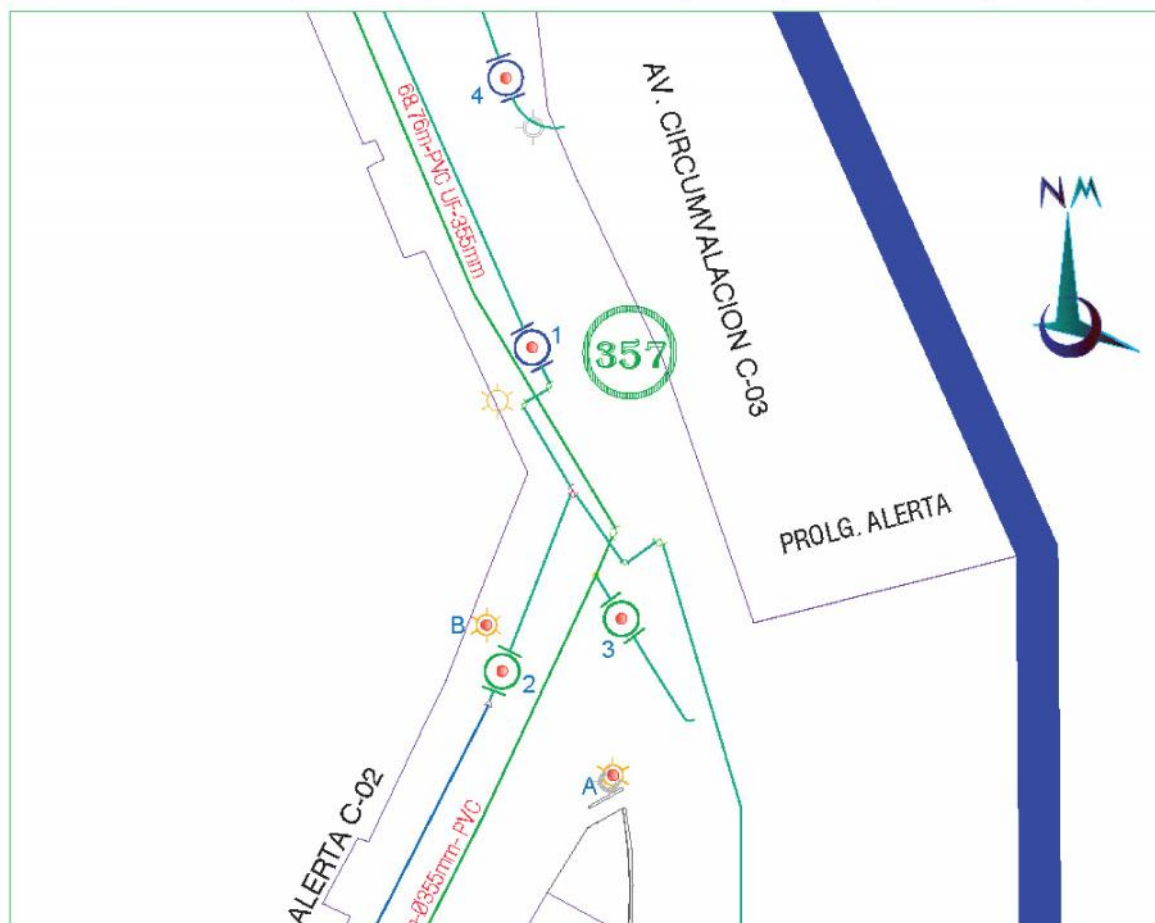 4
AV. CIRCUMVALACION C-03
NM
68.76m-PVC UF-355mm
1
357
PROLG. ALERTA
B
3
2
A
ALERTA C-02
-Ø355mm-PVC